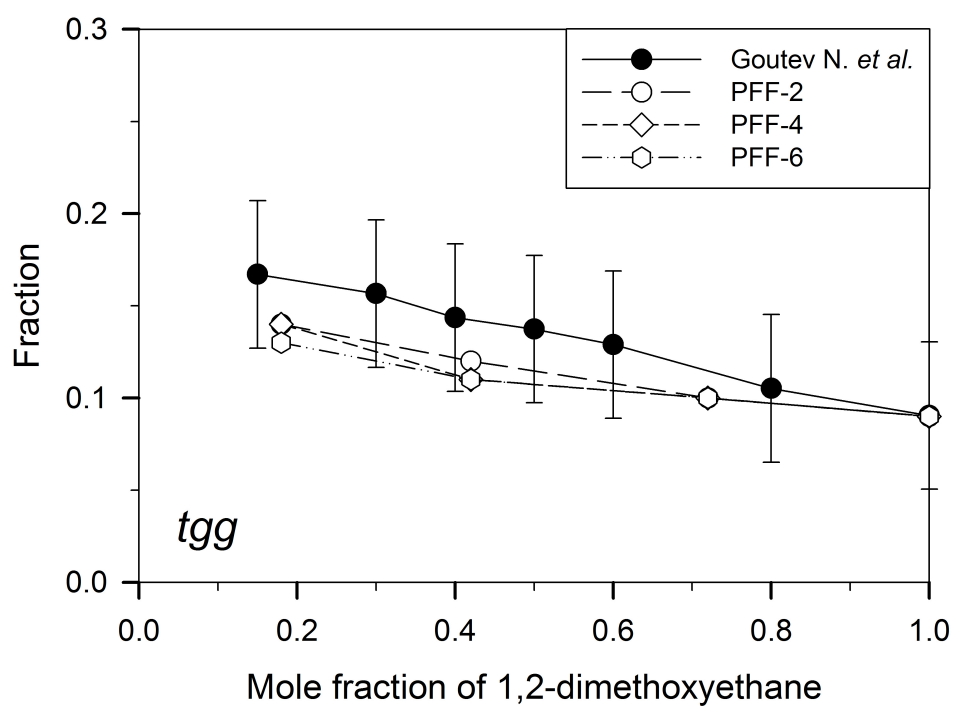 0.3
0.2
0.1
0.0
Fraction
Goutev N. et al.
PFF-2
PFF-4
PFF-6
tgg
0.0 0.2 0.4 0.6 0.8 1.0
Mole fraction of 1,2-dimethoxyethane